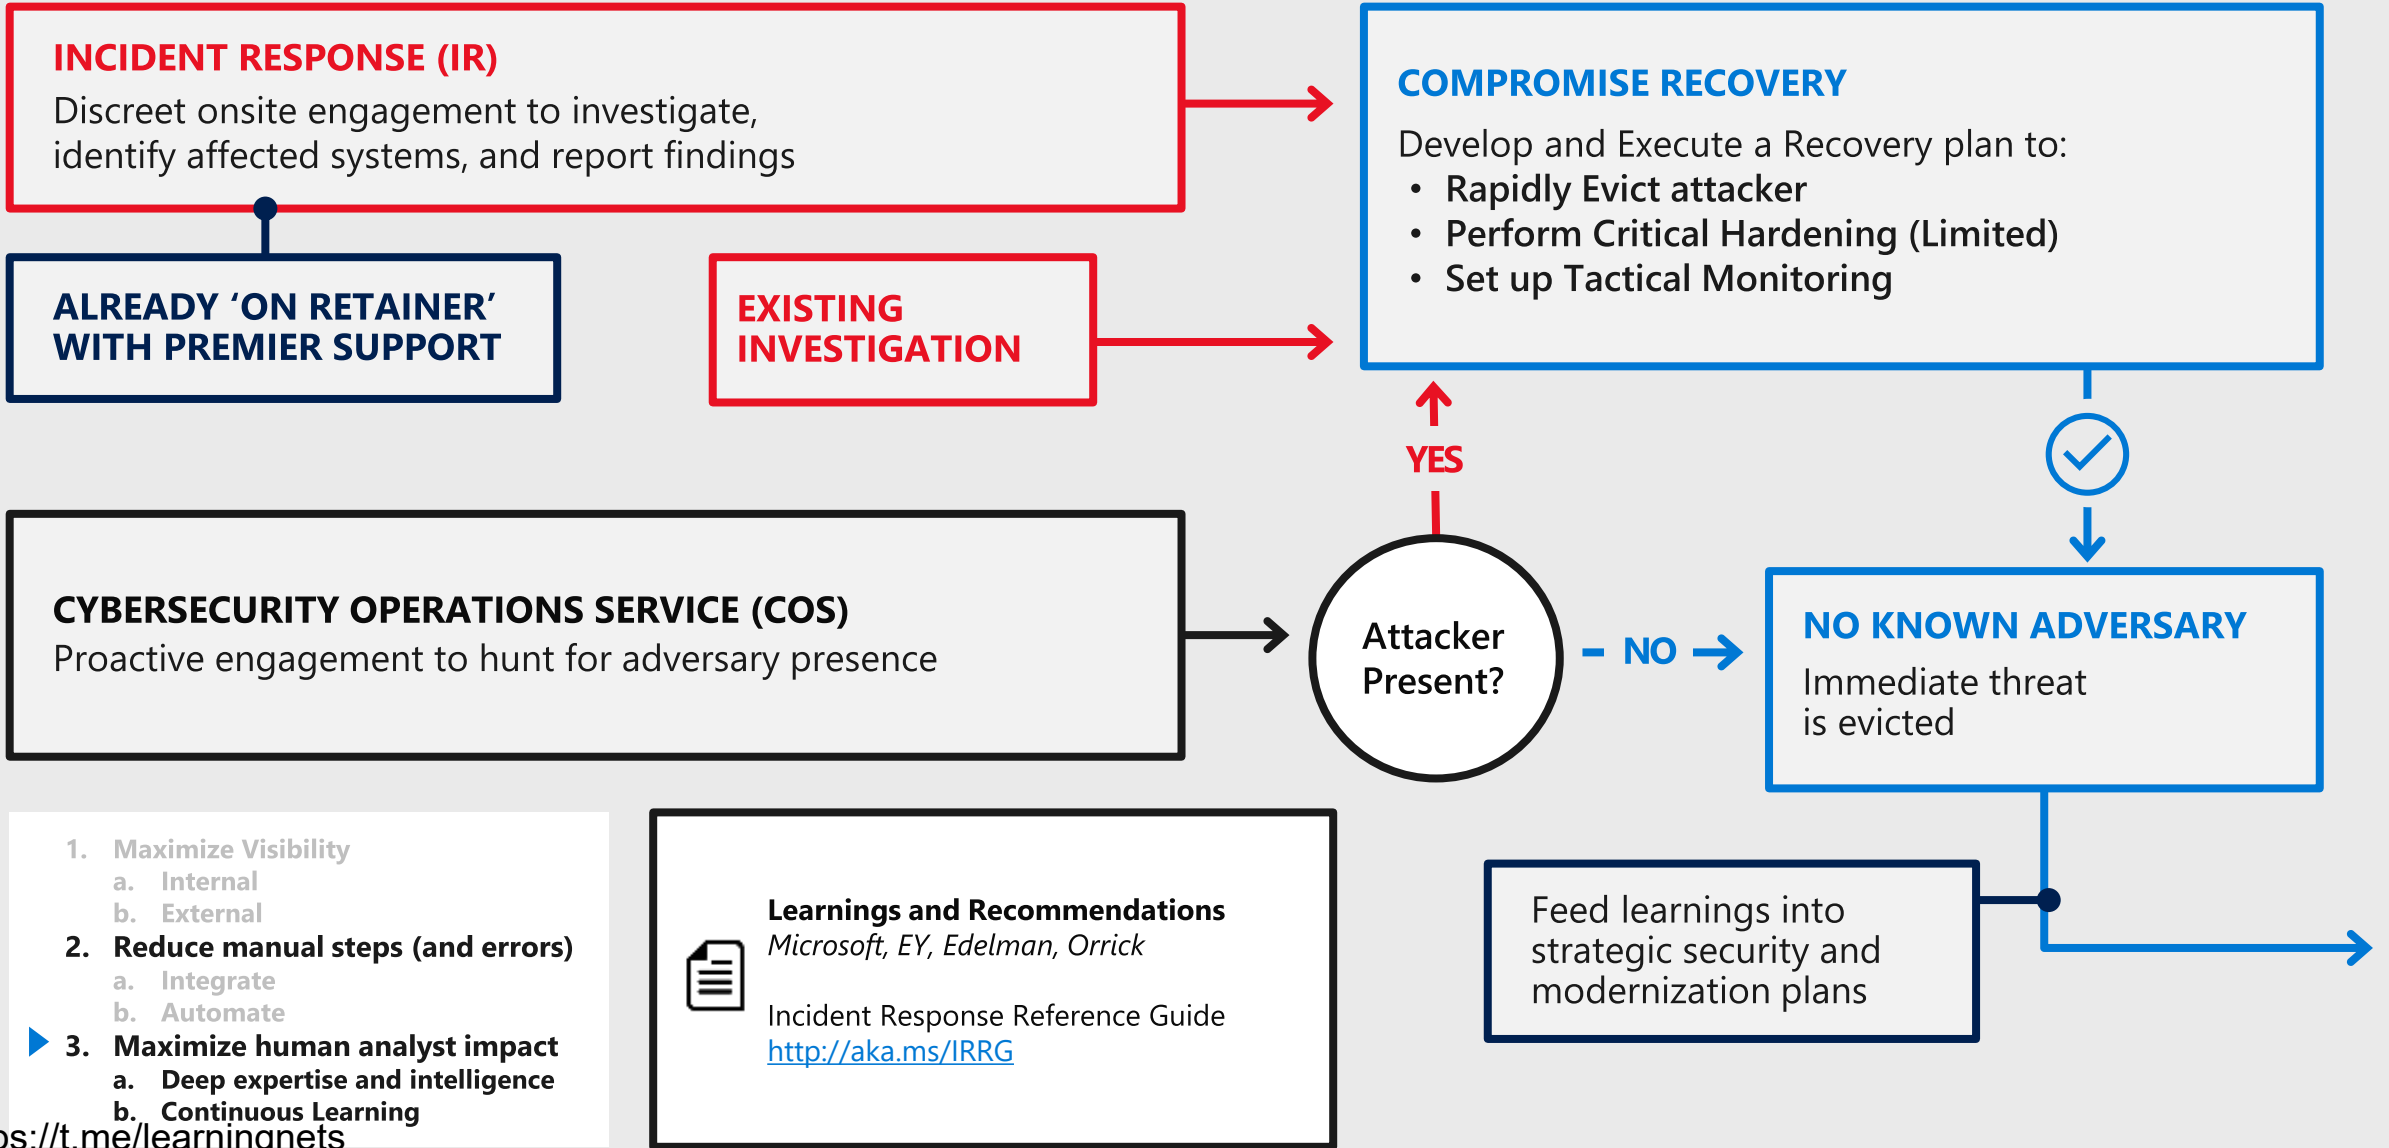 INCIDENT RESPONSE (IR)
Discreet onsite engagement to investigate,
identify affected systems, and report findings
ALREADY ‘ON RETAINER’
WITH PREMIER SUPPORT
EXISTING
INVESTIGATION
COMPROMISE RECOVERY
Develop and Execute a Recovery plan to:
• Rapidly Evict attacker
• Perform Critical Hardening (Limited)
• Set up Tactical Monitoring
YES
CYBERSECURITY OPERATIONS SERVICE (COS)
Proactive engagement to hunt for adversary presence
Attacker
Present?
NO
NO KNOWN ADVERSARY
Immediate threat
is evicted
1. Maximize Visibility
a. Internal
b. External
2. Reduce manual steps (and errors)
a. Integrate
b. Automate
3. Maximize human analyst impact
a. Deep expertise and intelligence
b. Continuous Learning
Learnings and Recommendations
Microsoft, EY, Edelman, Orrick
Incident Response Reference Guide
http://aka.ms/IRRG
Feed learnings into
strategic security and
modernization plans
ps://t.me/learningnets